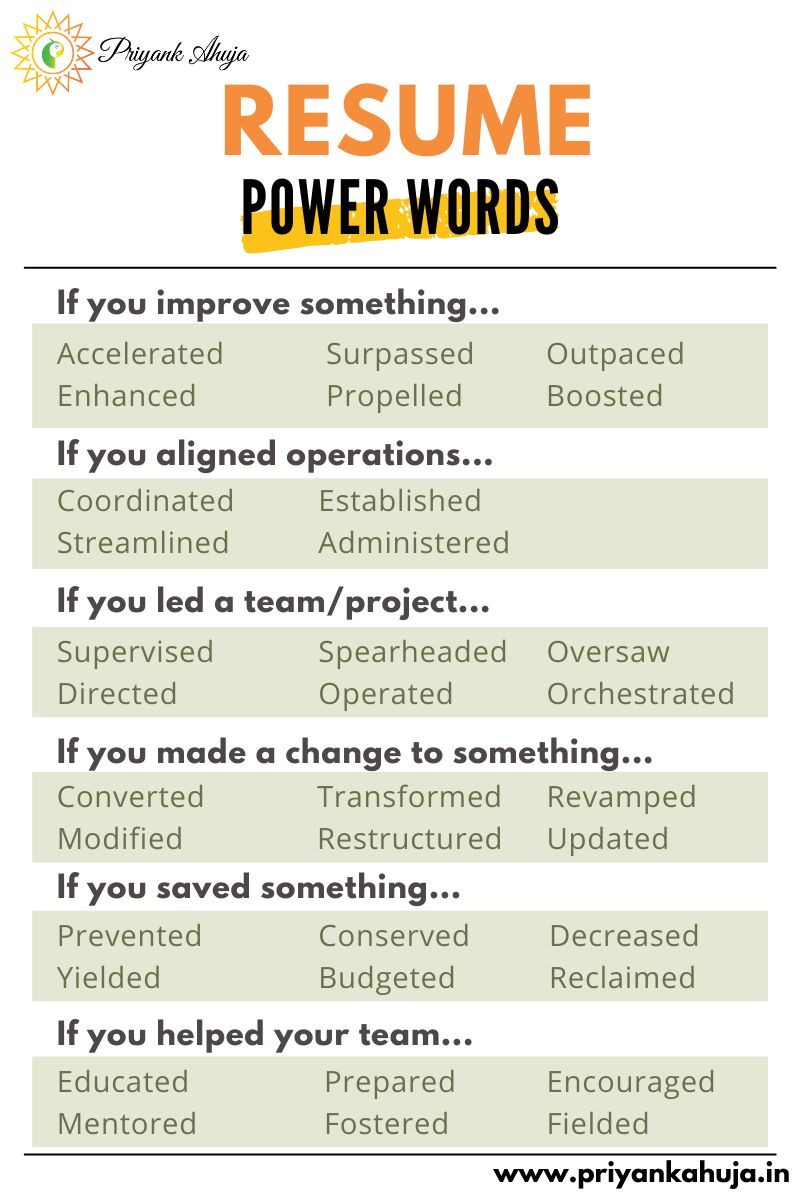 Priyank Ahuja
RESUME
POWER WORDS
If you improve something...
Accelerated Surpassed Outpaced
Enhanced Propelled Boosted
If you aligned operations...
Coordinated Established
Streamlined Administered
If you led a team/project...
Supervised Spearheaded Oversaw
Directed Operated Orchestrated
If you made a change to something...
Converted Transformed Revamped
Modified Restructured Updated
If you saved something...
Prevented Conserved Decreased
Yielded Budgeted Reclaimed
If you helped your team...
Educated Prepared Encouraged
Mentored Fostered Fielded
www.priyankahuja.in